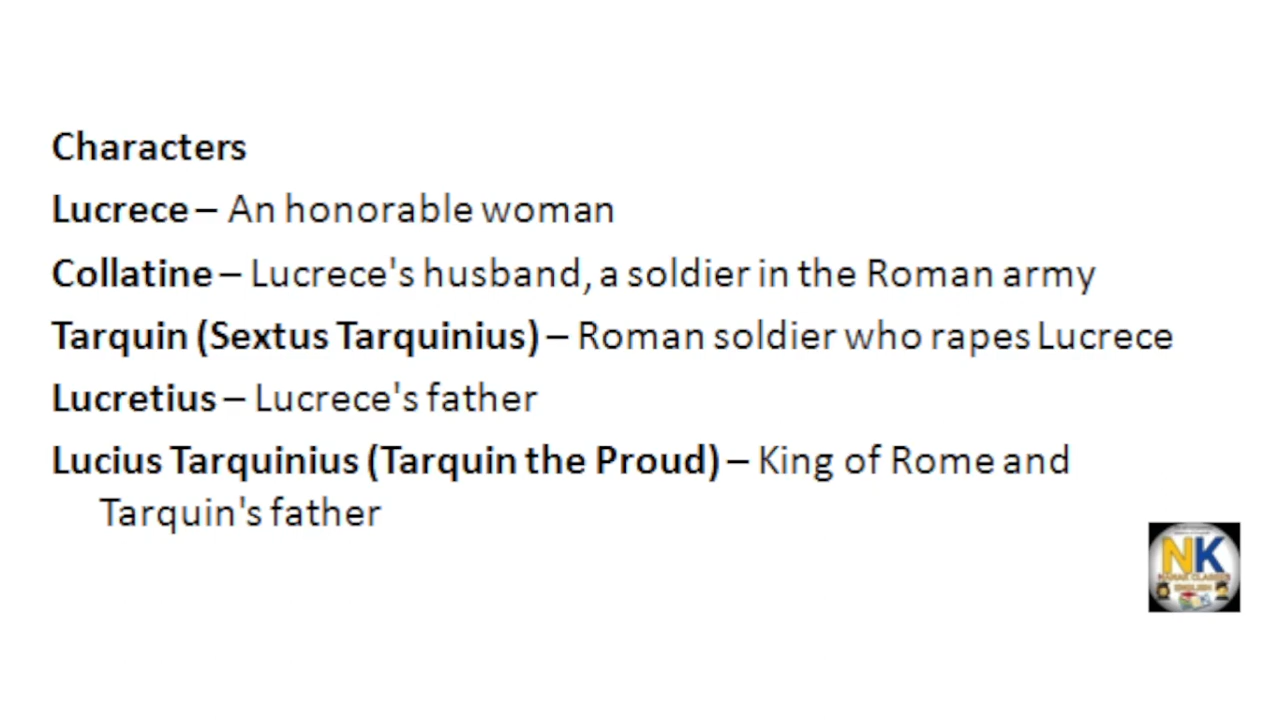 Characters
Lucrece – An honorable woman
Collatine – Lucrece's husband, a soldier in the Roman army
Tarquin (Sextus Tarquinius) – Roman soldier who rapes Lucrece
Lucretius – Lucrece's father
Lucius Tarquinius (Tarquin the Proud) – King of Rome and
Tarquin's father
NK
ENGLISH